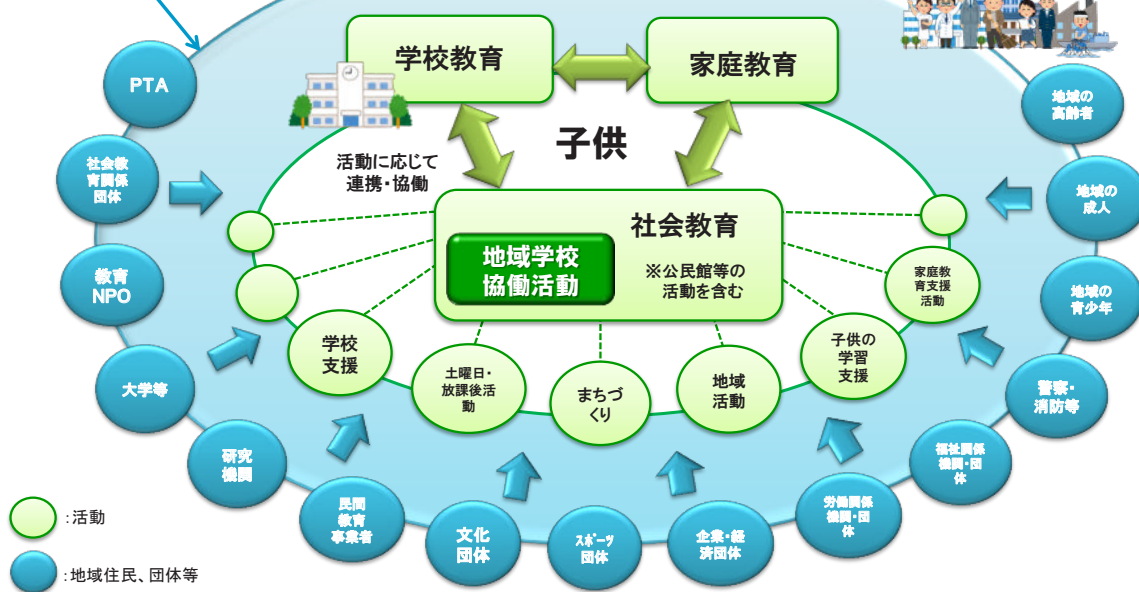 学校教育
家庭教育
PTA
地域の
高齢者
子供
活動に応じて
連携・協働
社会教
育関係
団体
地域の
成人
社会教育
地域学校
協働活動
※公民館等の
活動を含む
教育
NPO
家庭教
育支援
活動
地域の
青少年
学校
支援
土曜日・
放課後活
動
まちづ
くり
地域
活動
子供の
学習
支援
大学等
警察・
消防等
研究
機関
福祉関係
機関・団
体
民間
教育
事業者
文化
団体
スポーツ
団体
企業・経
済団体
労働関係
機関・団
体
:活動
:地域住民、団体等